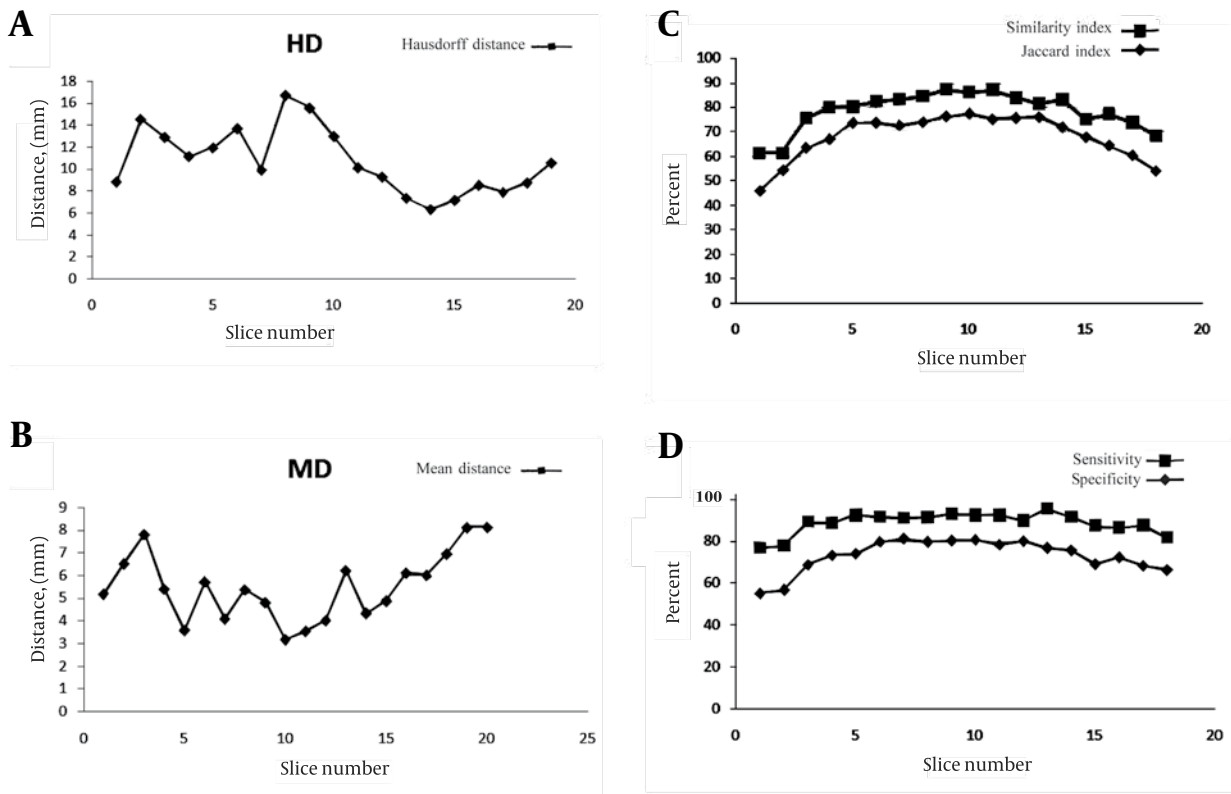 A
HD
Hausdorff distance
Distance, (mm)
18
16
14
12
10
8
6
4
2
0
0 5 10 15 20
Slice number
B
MD
Mean distance
Distance, (mm)
9
8
7
6
5
4
3
2
1
0
0 5 10 15 20 25
Slice number
C
Similarity index
Jaccard index
Percent
100
90
80
70
60
50
40
30
20
10
0
0 5 10 15 20
Slice number
D
Sensitivity
Specificity
Percent
100
80
60
40
20
0
0 5 10 15 20
Slice number